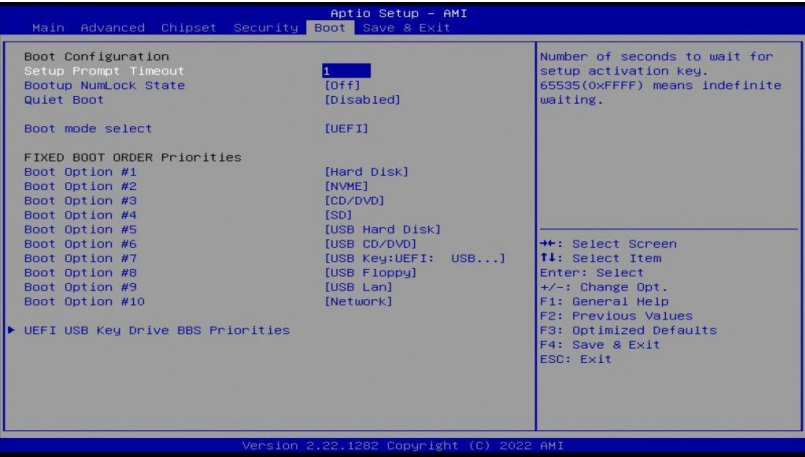 Aptio Setup - AMI
Main Advanced Chipset Security Boot Save & Exit
Boot Configuration
Setup Prompt Timeout 1
Bootup NumLock State [Off]
Quiet Boot [Disabled]
Boot mode select [UEFI]
FIXED BOOT ORDER Priorities
Boot Option #1 [Hard Disk]
Boot Option #2 [NVME]
Boot Option #3 [CD/DVD]
Boot Option #4 [SD]
Boot Option #5 [USB Hard Disk]
Boot Option #6 [USB CD/DVD]
Boot Option #7 [USB Key:UEFI: USB...]
Boot Option #8 [USB Floppy]
Boot Option #9 [USB Lan]
Boot Option #10 [Network]
▶ UEFI USB Key Drive BBS Priorities
Number of seconds to wait for
setup activation key.
65535(0xFFFF) means indefinite
waiting.
→←: Select Screen
↑↓: Select Item
Enter: Select
+/-: Change Opt.
F1: General Help
F2: Previous Values
F3: Optimized Defaults
F4: Save & Exit
ESC: Exit
Version 2.22.1282 Copyright (C) 2022 AMI